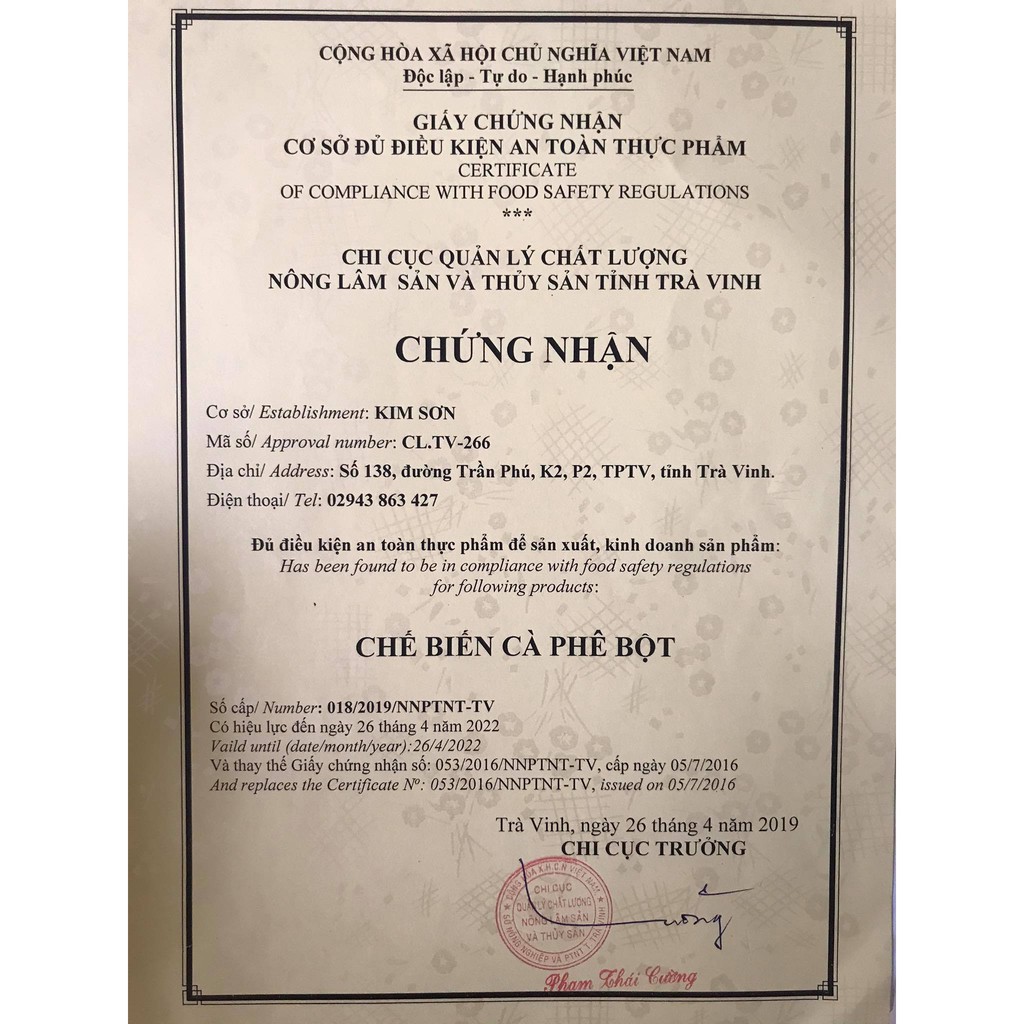 CỘNG HÒA XÃ HỘI CHỦ NGHĨA VIỆT NAM
Độc lập - Tự do - Hạnh phúc
GIẤY CHỨNG NHẬN
CƠ SỞ ĐỦ ĐIỀU KIỆN AN TOÀN THỰC PHẨM
CERTIFICATE
OF COMPLIANCE WITH FOOD SAFETY REGULATIONS
***
CHI CỤC QUẢN LÝ CHẤT LƯỢNG
NÔNG LÂM SẢN VÀ THỦY SẢN TỈNH TRÀ VINH
CHỨNG NHẬN
Cơ sở/ Establishment: KIM SƠN
Mã số/ Approval number: CL.TV-266
Địa chỉ/ Address: Số 138, đường Trần Phú, K2, P2, TPTV, tỉnh Trà Vinh.
Điện thoại/ Tel: 02943 863 427
Đủ điều kiện an toàn thực phẩm để sản xuất, kinh doanh sản phẩm:
Has been found to be in compliance with food safety regulations
for following products:
CHẾ BIẾN CÀ PHÊ BỘT
Số cấp/ Number: 018/2019/NNPTNT-TV
Có hiệu lực đến ngày 26 tháng 4 năm 2022
Vaild until (date/month/year):26/4/2022
Và thay thế Giấy chứng nhận số: 053/2016/NNPTNT-TV, cấp ngày 05/7/2016
And replaces the Certificate Nº: 053/2016/NNPTNT-TV, issued on 05/7/2016
Trà Vinh, ngày 26 tháng 4 năm 2019
CHI CỤC TRƯỞNG
CHI CỤC
QUẢN LÝ CHẤT LƯỢNG
NÔNG LÂM SẢN
VÀ THỦY SẢN
Phạm Thái Cường